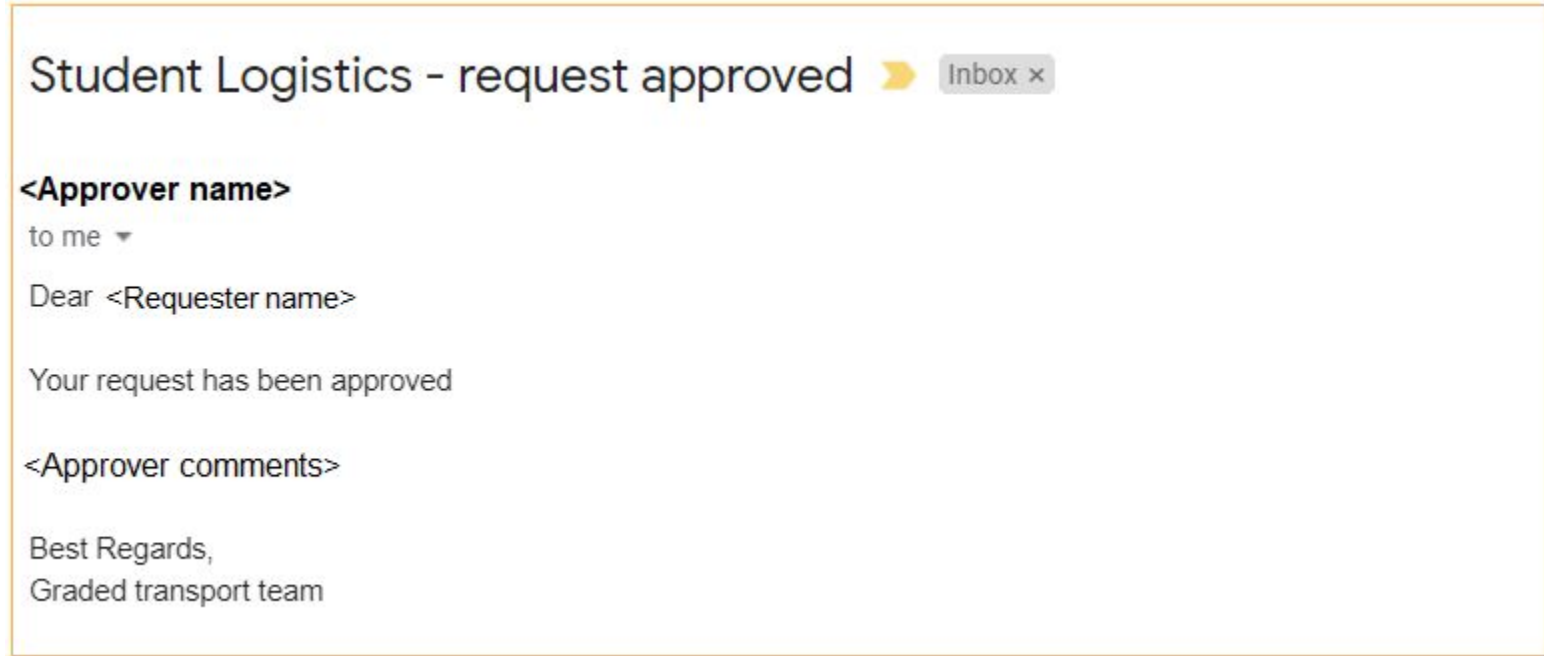 Student Logistics - request approved Inbox ×
<Approver name>
to me
Dear <Requester name>
Your request has been approved
<Approver comments>
Best Regards,
Graded transport team